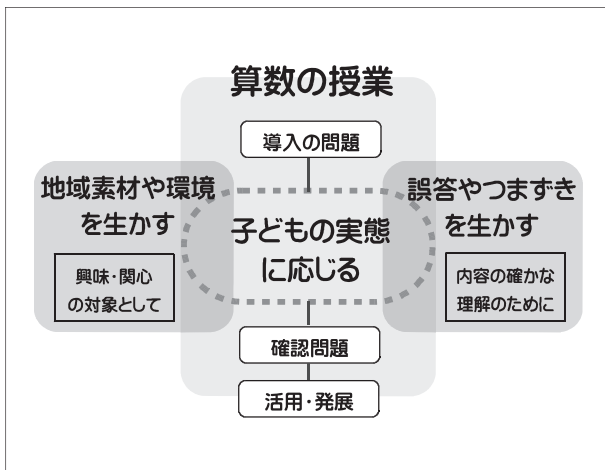 算数の授業
導入の問題
地域素材や環境
を生かす
興味・関心
の対象として
子どもの実態
に応じる
誤答やつまずき
を生かす
内容の確かな
理解のために
確認問題
活用・発展